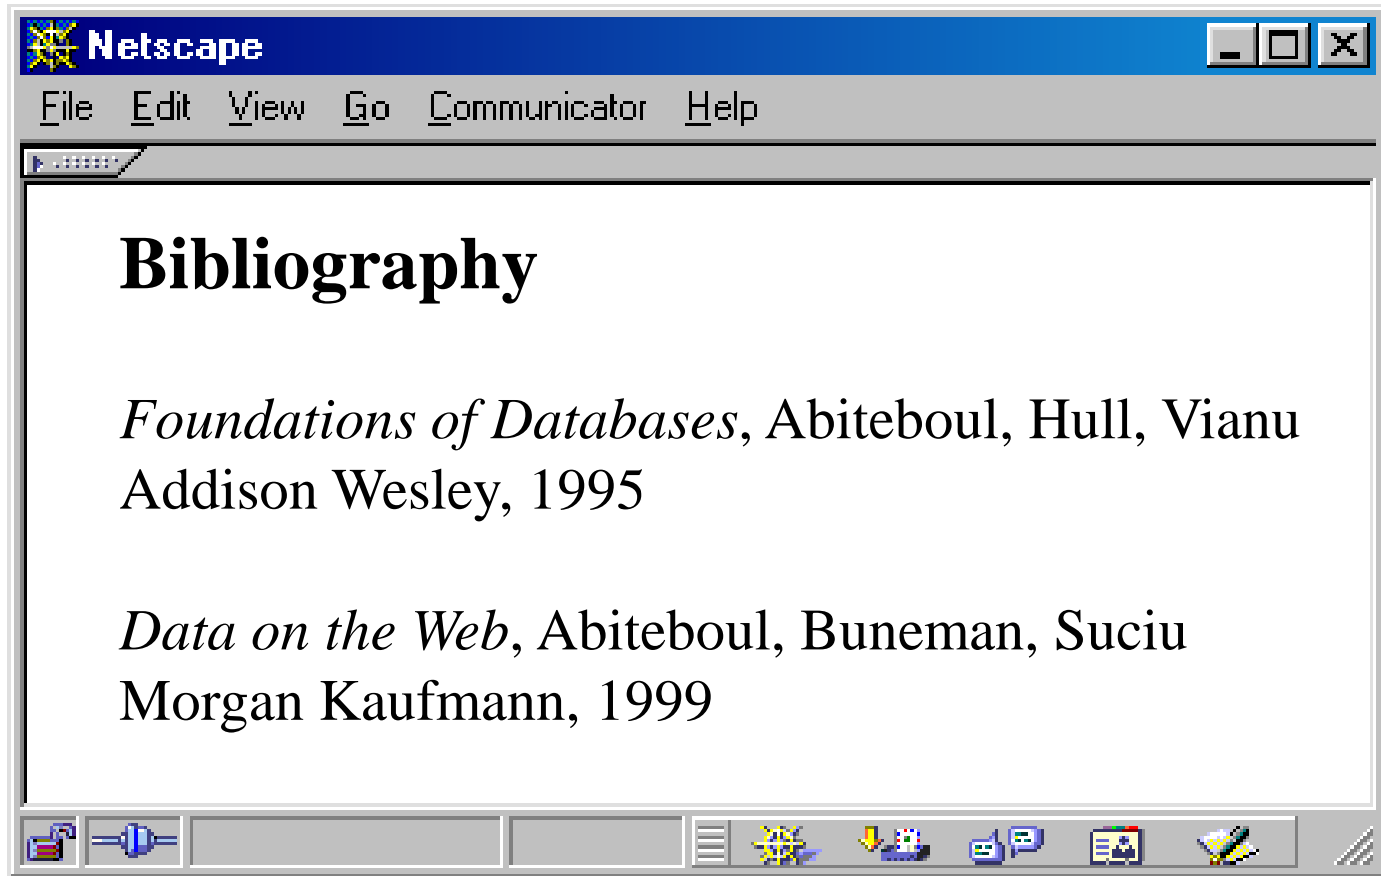 Netscape
File Edit View Go Communicator Help
Bibliography
Foundations of Databases, Abiteboul, Hull, Vianu
Addison Wesley, 1995
Data on the Web, Abiteboul, Buneman, Suciu
Morgan Kaufmann, 1999